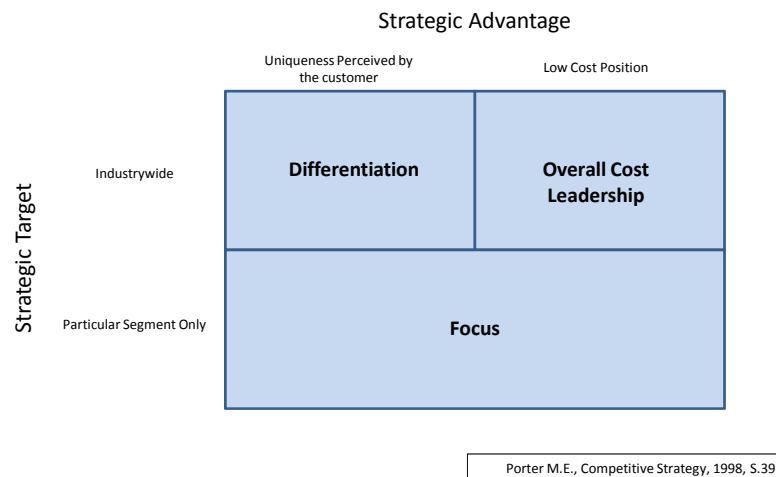 Strategic Advantage
Uniqueness Perceived by
the customer
Low Cost Position
Strategic Target
Industrywide
Differentiation
Overall Cost
Leadership
Particular Segment Only
Focus
Porter M.E., Competitive Strategy, 1998, S.39